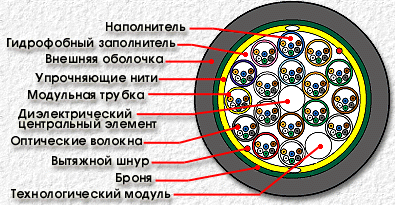 Наполнитель
Гидрофобный заполнитель
Внешняя оболочка
Упрочняющие нити
Модульная трубка
Диэлектрический
центральный элемент
Оптические волокна
Вытяжной шнур
Броня
Технологический модуль